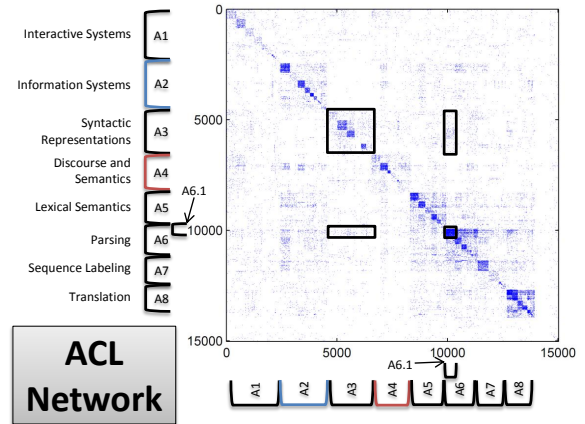 0
Interactive Systems
A1
Information Systems
A2
Syntactic
Representations
A3
5000
Discourse and
Semantics
A4
A6.1
Lexical Semantics
A5
Parsing
A6
10000
Sequence Labeling
A7
Translation
A8
15000
0
5000
10000
15000
A6.1
A1
A2
A3
A4
A5
A6
A7
A8
ACL
Network